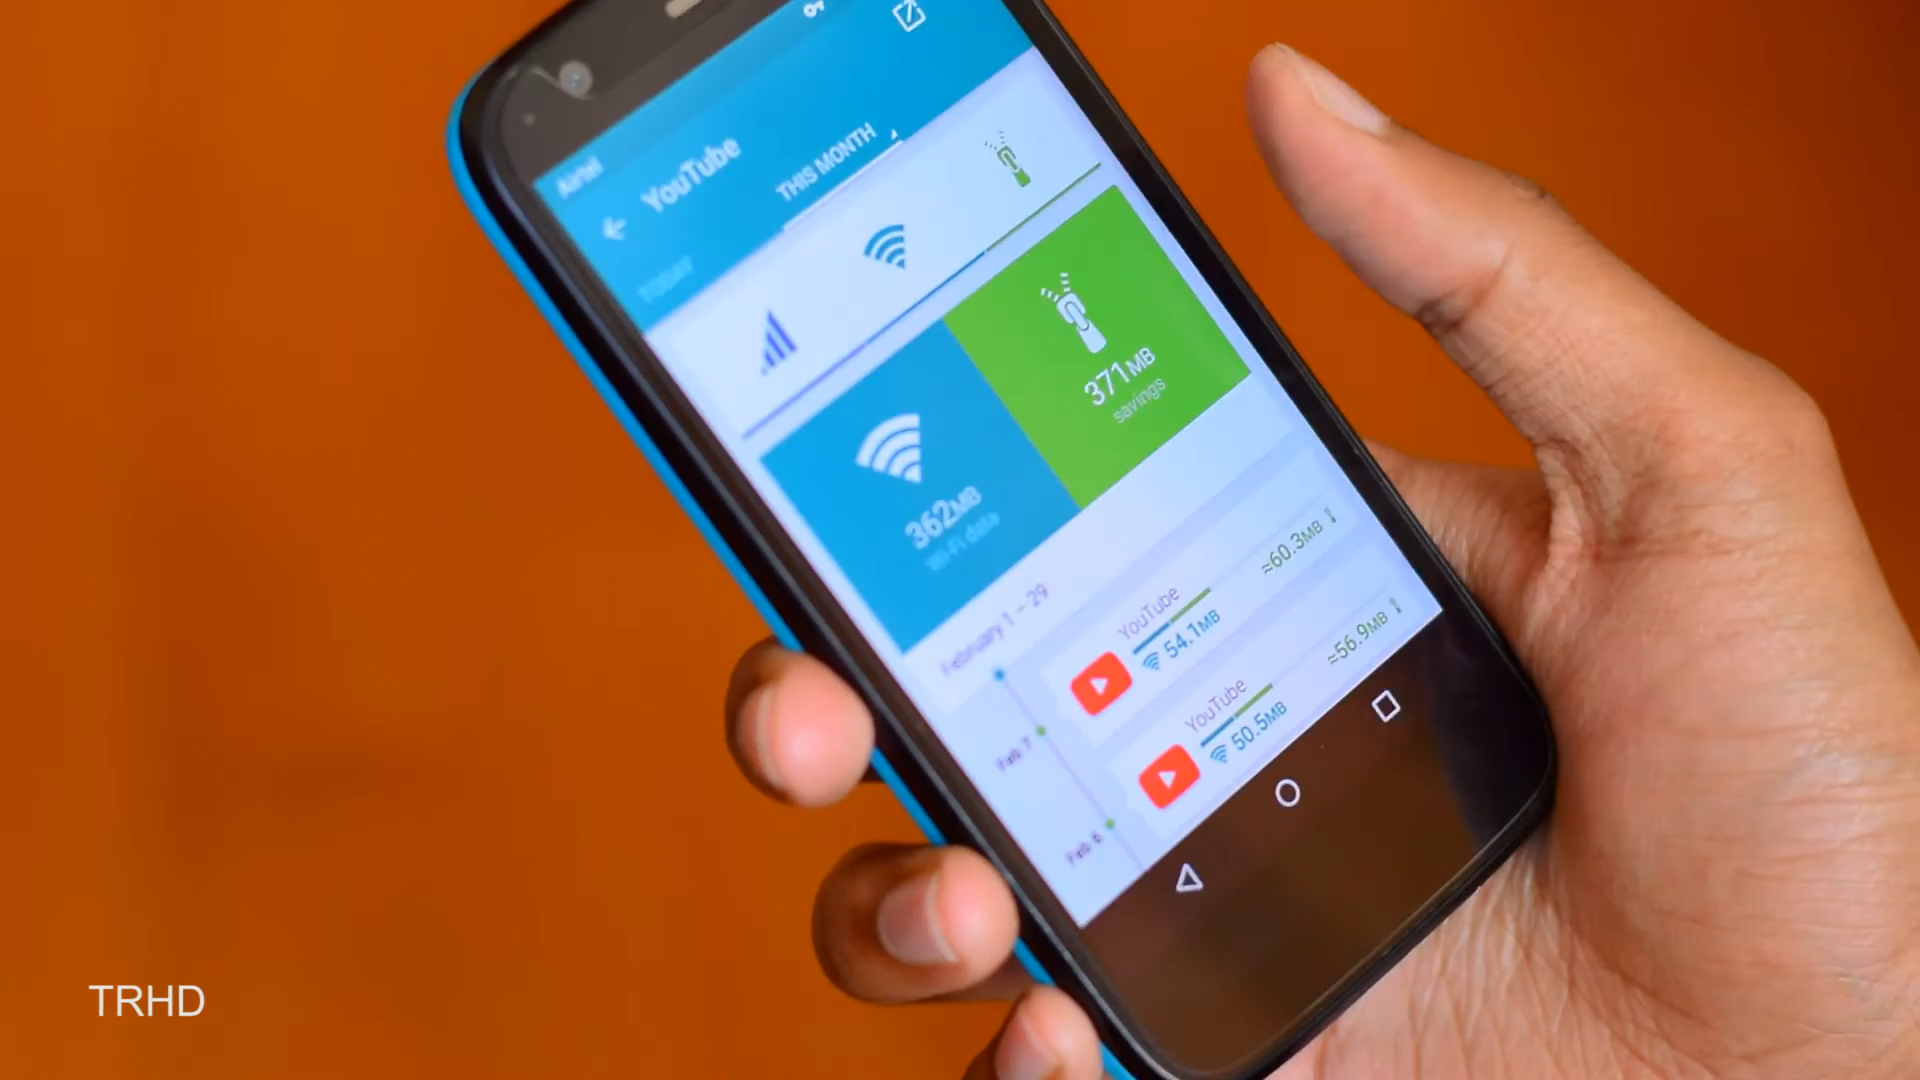 Airtel
YouTube
TODAY
THIS MONTH
362MB
Wi-Fi data
371MB
savings
February 1 – 29
Feb 7
YouTube
54.1MB
≈60.3MB
Feb 6
YouTube
50.5MB
≈56.9MB
TRHD